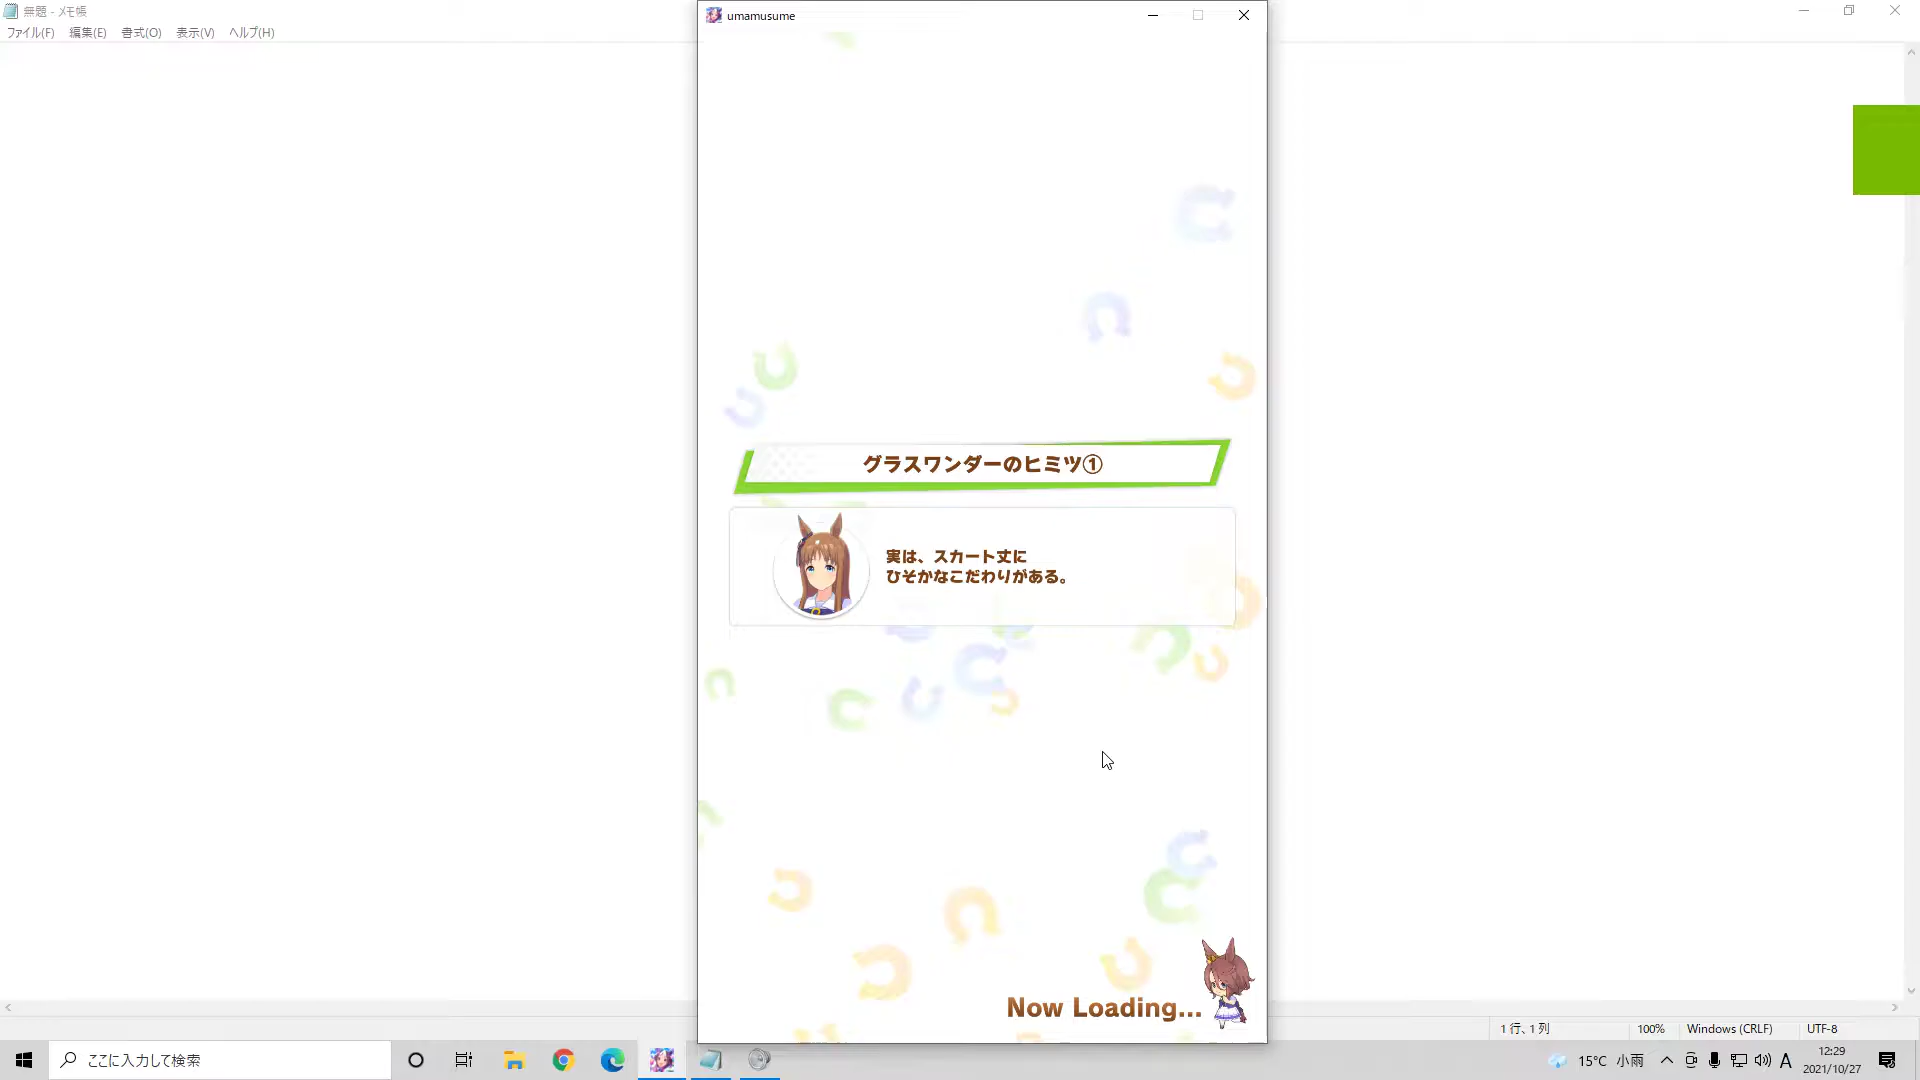 無題 - メモ帳
ファイル(F) 編集(E) 書式(O) 表示(V) ヘルプ(H)
umamusume
グラスワンダーのヒミツ①
実は、スカート丈に
ひそかなこだわりがある。
Now Loading...
1 行、1 列 100% Windows (CRLF) UTF-8
ここに入力して検索
15°C 小雨 A 12:29
2021/10/27